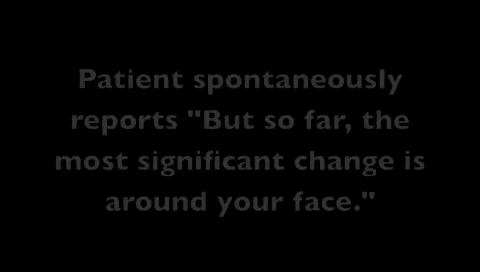 Patient spontaneously
reports "But so far, the
most significant change is
around your face."